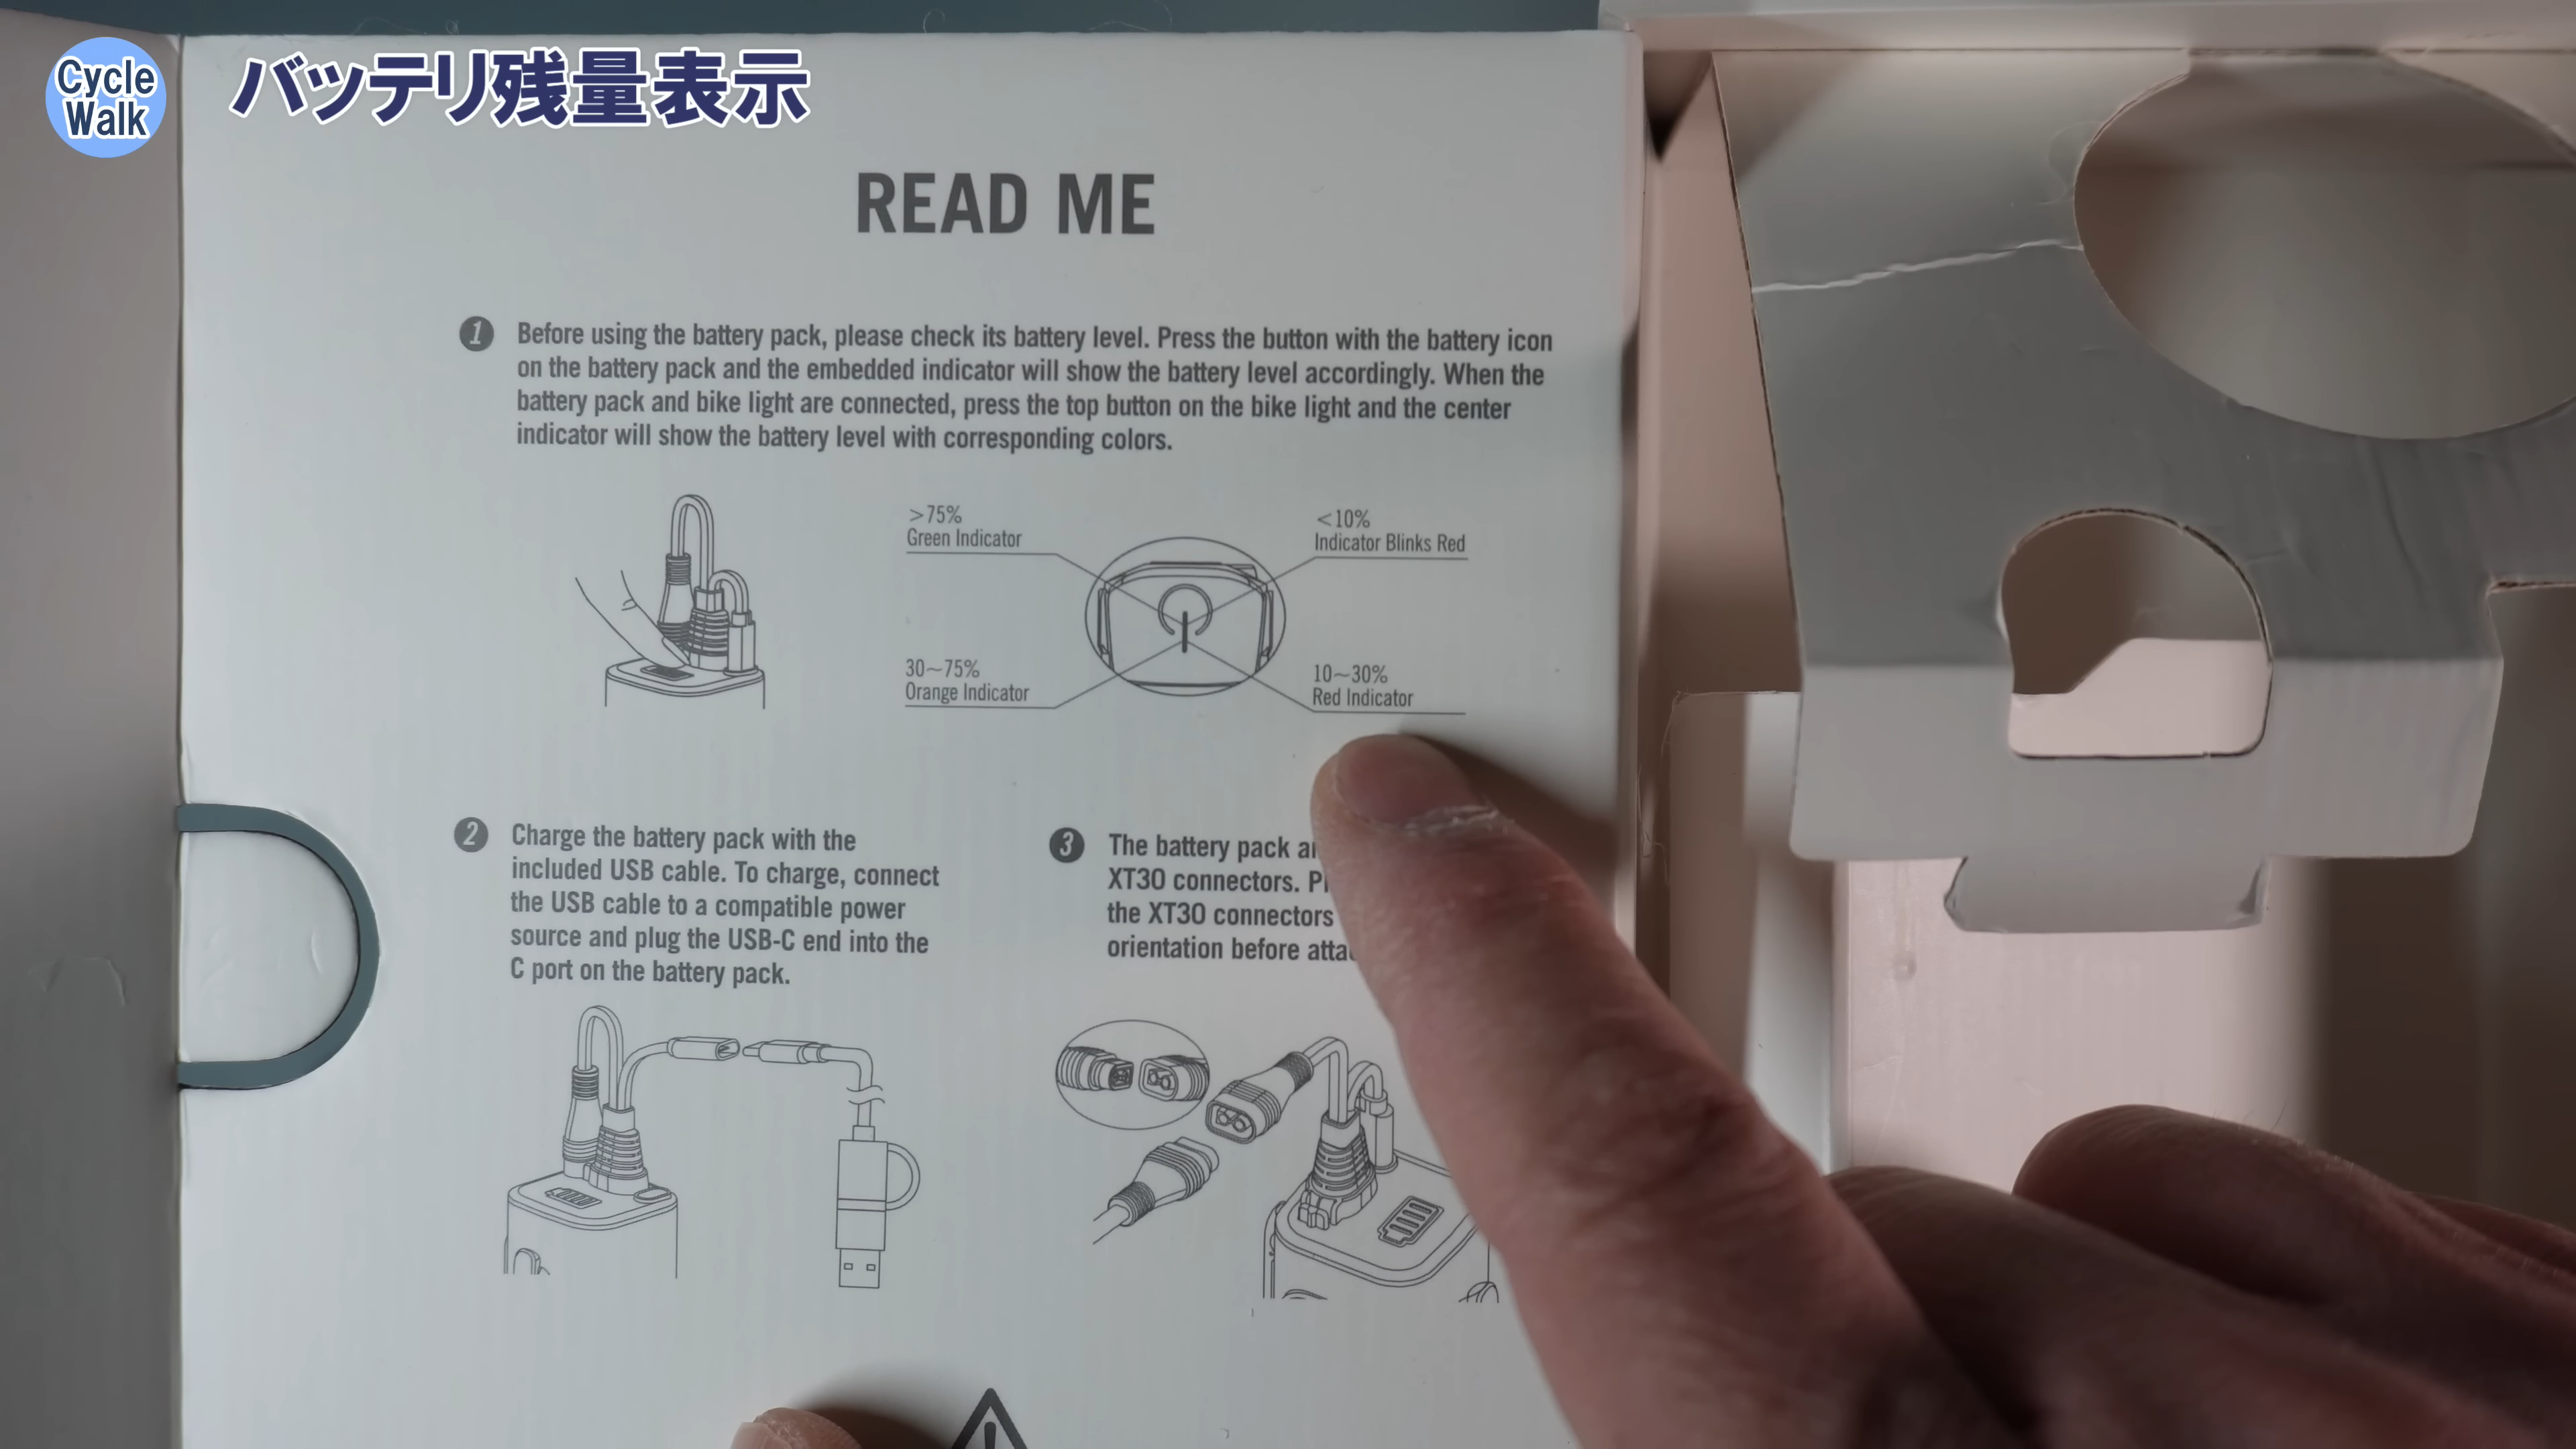 Cycle
Walk
バッテリ残量表示
READ ME
1 Before using the battery pack, please check its battery level. Press the button with the battery icon
on the battery pack and the embedded indicator will show the battery level accordingly. When the
battery pack and bike light are connected, press the top button on the bike light and the center
indicator will show the battery level with corresponding colors.
>75%
Green Indicator
<10%
Indicator Blinks Red
30~75%
Orange Indicator
10~30%
Red Indicator
2 Charge the battery pack with the
included USB cable. To charge, connect
the USB cable to a compatible power
source and plug the USB-C end into the
C port on the battery pack.
3 The battery pack
XT30 connectors.
the XT30 connectors
orientation before